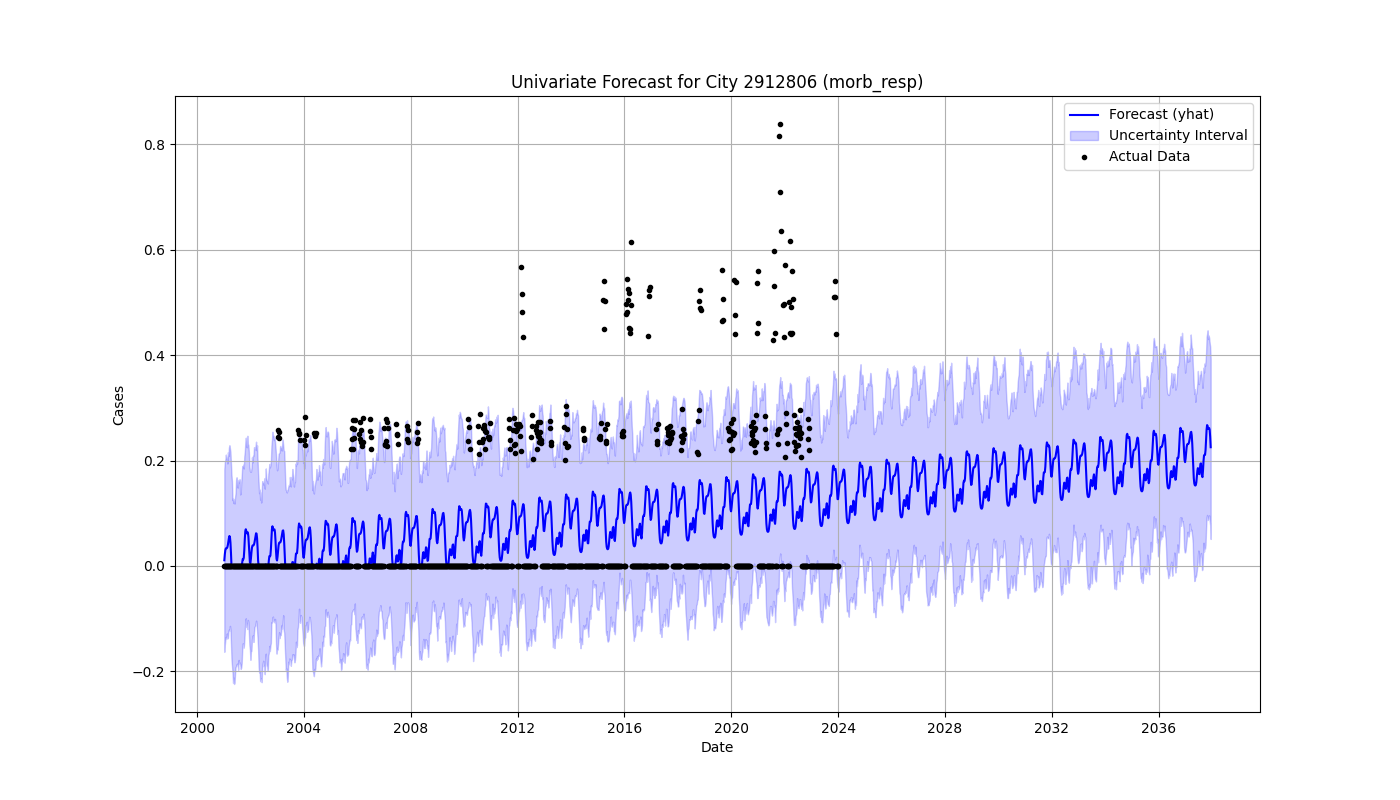 Univariate Forecast for City 2912806 (morb_resp)
Forecast (yhat)
Uncertainty Interval
Actual Data
Cases
0.8
0.6
0.4
0.2
0.0
−0.2
2000 2004 2008 2012 2016 2020 2024 2028 2032 2036
Date